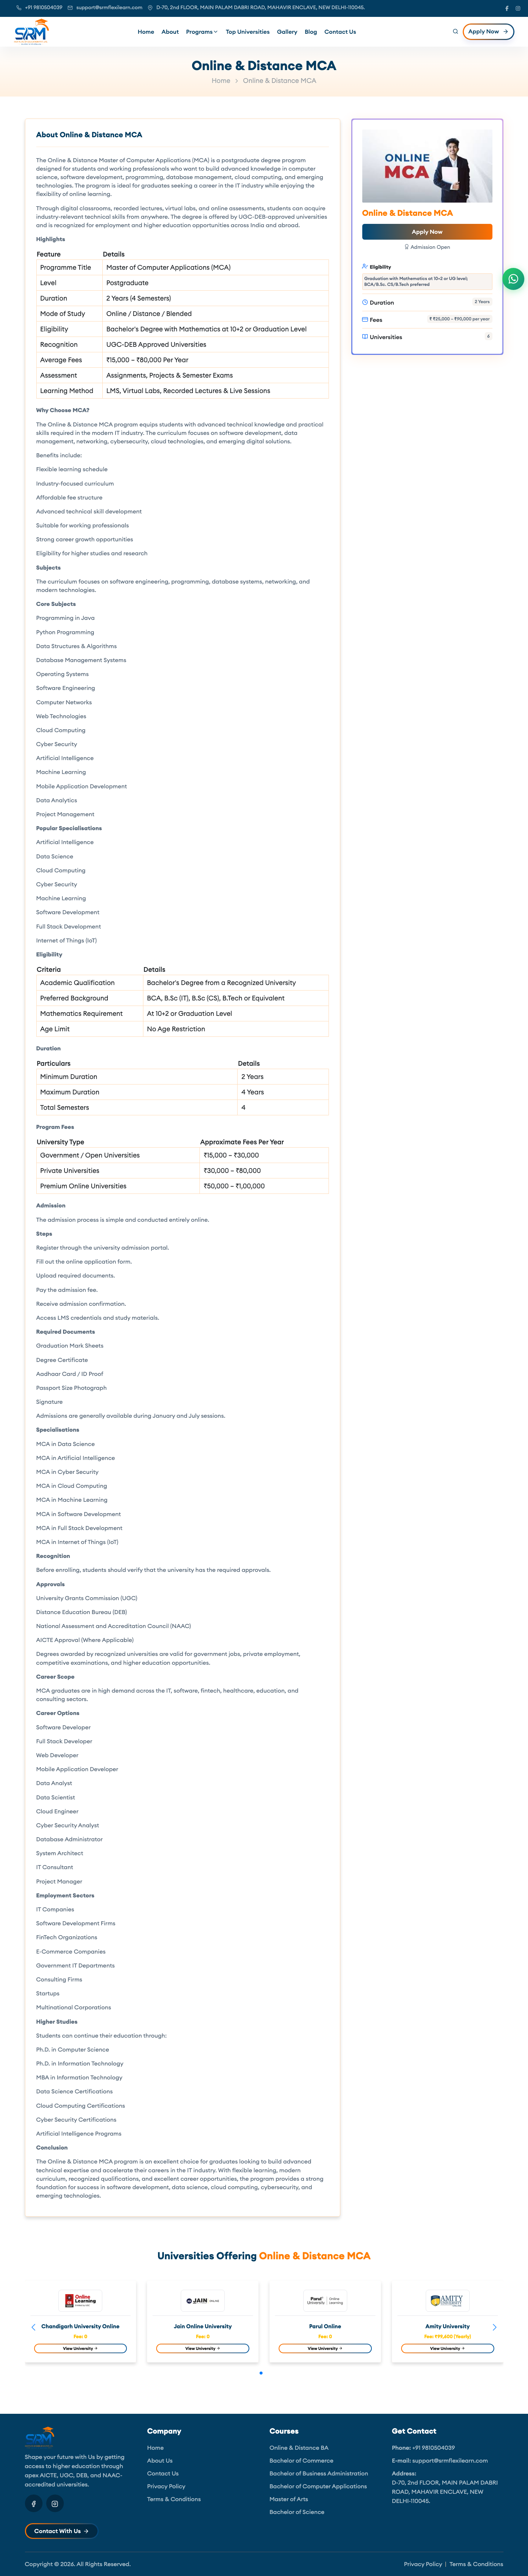 +91 9810504039 support@srmflexilearn.com D-70, 2nd FLOOR, MAIN PALAM DABRI ROAD, MAHAVIR ENCLAVE, NEW DELHI-110045.
SRM
Home About Programs Top Universities Gallery Blog Contact Us
Apply Now
Online & Distance MCA
Home Online & Distance MCA
About Online & Distance MCA
The Online & Distance Master of Computer Applications (MCA) is a postgraduate degree program
designed for students and working professionals who want to build advanced knowledge in computer
science, software development, programming, database management, cloud computing, and emerging
technologies. The program is ideal for graduates seeking a career in the IT industry while enjoying the
flexibility of online learning.
Through digital classrooms, recorded lectures, virtual labs, and online assessments, students can acquire
industry-relevant technical skills from anywhere. The degree is offered by UGC-DEB-approved universities
and is recognized for employment and higher education opportunities across India and abroad.
Highlights
Feature Details
Programme Title Master of Computer Applications (MCA)
Level Postgraduate
Duration 2 Years (4 Semesters)
Mode of Study Online / Distance / Blended
Eligibility Bachelor's Degree with Mathematics at 10+2 or Graduation Level
Recognition UGC-DEB Approved Universities
Average Fees ₹15,000 – ₹80,000 Per Year
Assessment Assignments, Projects & Semester Exams
Learning Method LMS, Virtual Labs, Recorded Lectures & Live Sessions
Why Choose MCA?
The Online & Distance MCA program equips students with advanced technical knowledge and practical
skills required in the modern IT industry. The curriculum focuses on software development, data
management, networking, cybersecurity, cloud technologies, and emerging digital solutions.
Benefits include:
Flexible learning schedule
Industry-focused curriculum
Affordable fee structure
Advanced technical skill development
Suitable for working professionals
Strong career growth opportunities
Eligibility for higher studies and research
Subjects
The curriculum focuses on software engineering, programming, database systems, networking, and
modern technologies.
Core Subjects
Programming in Java
Python Programming
Data Structures & Algorithms
Database Management Systems
Operating Systems
Software Engineering
Computer Networks
Web Technologies
Cloud Computing
Cyber Security
Artificial Intelligence
Machine Learning
Mobile Application Development
Data Analytics
Project Management
Popular Specialisations
Artificial Intelligence
Data Science
Cloud Computing
Cyber Security
Machine Learning
Software Development
Full Stack Development
Internet of Things (IoT)
Eligibility
Criteria Details
Academic Qualification Bachelor's Degree from a Recognized University
Preferred Background BCA, B.Sc (IT), B.Sc (CS), B.Tech or Equivalent
Mathematics Requirement At 10+2 or Graduation Level
Age Limit No Age Restriction
Duration
Particulars Details
Minimum Duration 2 Years
Maximum Duration 4 Years
Total Semesters 4
Program Fees
University Type Approximate Fees Per Year
Government / Open Universities ₹15,000 – ₹30,000
Private Universities ₹30,000 – ₹80,000
Premium Online Universities ₹50,000 – ₹1,00,000
Admission
The admission process is simple and conducted entirely online.
Steps
Register through the university admission portal.
Fill out the online application form.
Upload required documents.
Pay the admission fee.
Receive admission confirmation.
Access LMS credentials and study materials.
Required Documents
Graduation Mark Sheets
Degree Certificate
Aadhaar Card / ID Proof
Passport Size Photograph
Signature
Admissions are generally available during January and July sessions.
Specialisations
MCA in Data Science
MCA in Artificial Intelligence
MCA in Cyber Security
MCA in Cloud Computing
MCA in Machine Learning
MCA in Software Development
MCA in Full Stack Development
MCA in Internet of Things (IoT)
Recognition
Before enrolling, students should verify that the university has the required approvals.
Approvals
University Grants Commission (UGC)
Distance Education Bureau (DEB)
National Assessment and Accreditation Council (NAAC)
AICTE Approval (Where Applicable)
Degrees awarded by recognized universities are valid for government jobs, private employment,
competitive examinations, and higher education opportunities.
Career Scope
MCA graduates are in high demand across the IT, software, fintech, healthcare, education, and
consulting sectors.
Career Options
Software Developer
Full Stack Developer
Web Developer
Mobile Application Developer
Data Analyst
Data Scientist
Cloud Engineer
Cyber Security Analyst
Database Administrator
System Architect
IT Consultant
Project Manager
Employment Sectors
IT Companies
Software Development Firms
FinTech Organizations
E-Commerce Companies
Government IT Departments
Consulting Firms
Startups
Multinational Corporations
Higher Studies
Students can continue their education through:
Ph.D. in Computer Science
Ph.D. in Information Technology
MBA in Information Technology
Data Science Certifications
Cloud Computing Certifications
Cyber Security Certifications
Artificial Intelligence Programs
Conclusion
The Online & Distance MCA program is an excellent choice for graduates looking to build advanced
technical expertise and accelerate their careers in the IT industry. With flexible learning, modern
curriculum, recognized qualifications, and excellent career opportunities, the program provides a strong
foundation for success in software development, data science, cloud computing, cybersecurity, and
emerging technologies.
ONLINE
MCA
Online & Distance MCA
Apply Now
Admission Open
Eligibility
Graduation with Mathematics at 10+2 or UG level;
BCA/B.Sc. CS/B.Tech preferred
Duration 2 Years
Fees ₹ ₹25,000 – ₹90,000 per year
Universities 6
Universities Offering Online & Distance MCA
Online Learning
Chandigarh University Online
Fee: 0
View University
JAIN
Jain Online University
Fee: 0
View University
Parul University Online Learning
Parul Online
Fee: 0
View University
AMITY UNIVERSITY
Amity University
Fee: ₹99,600 (Yearly)
View University
SRM
Shape your future with Us by getting
access to higher education through
apex AICTE, UGC, DEB, and NAAC-
accredited universities.
Contact With Us
Company
Home
About Us
Contact Us
Privacy Policy
Terms & Conditions
Courses
Online & Distance BA
Bachelor of Commerce
Bachelor of Business Administration
Bachelor of Computer Applications
Master of Arts
Bachelor of Science
Get Contact
Phone: +91 9810504039
E-mail: support@srmflexilearn.com
Address:
D-70, 2nd FLOOR, MAIN PALAM DABRI
ROAD, MAHAVIR ENCLAVE, NEW
DELHI-110045.
Copyright © 2026. All Rights Reserved.
Privacy Policy | Terms & Conditions